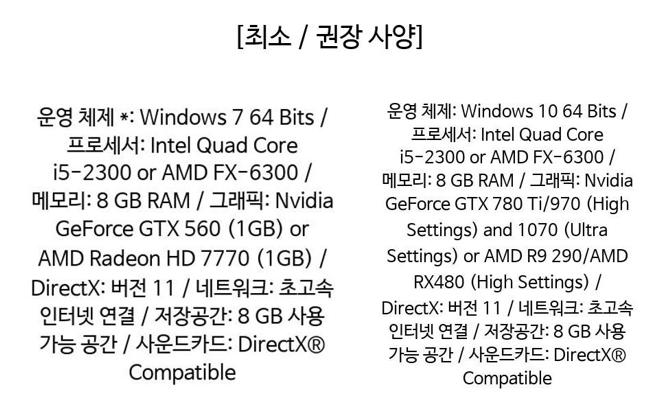 [최소 / 권장 사양]
운영 체제 *: Windows 7 64 Bits /
프로세서: Intel Quad Core
i5-2300 or AMD FX-6300 /
메모리: 8 GB RAM / 그래픽: Nvidia
GeForce GTX 560 (1GB) or
AMD Radeon HD 7770 (1GB) /
DirectX: 버전 11 / 네트워크: 초고속
인터넷 연결 / 저장공간: 8 GB 사용
가능 공간 / 사운드카드: DirectX®
Compatible
운영 체제: Windows 10 64 Bits /
프로세서: Intel Quad Core
i5-2300 or AMD FX-6300 /
메모리: 8 GB RAM / 그래픽: Nvidia
GeForce GTX 780 Ti/970 (High
Settings) and 1070 (Ultra
Settings) or AMD R9 290/AMD
RX480 (High Settings) /
DirectX: 버전 11 / 네트워크: 초고속
인터넷 연결 / 저장공간: 8 GB 사용
가능 공간 / 사운드카드: DirectX®
Compatible